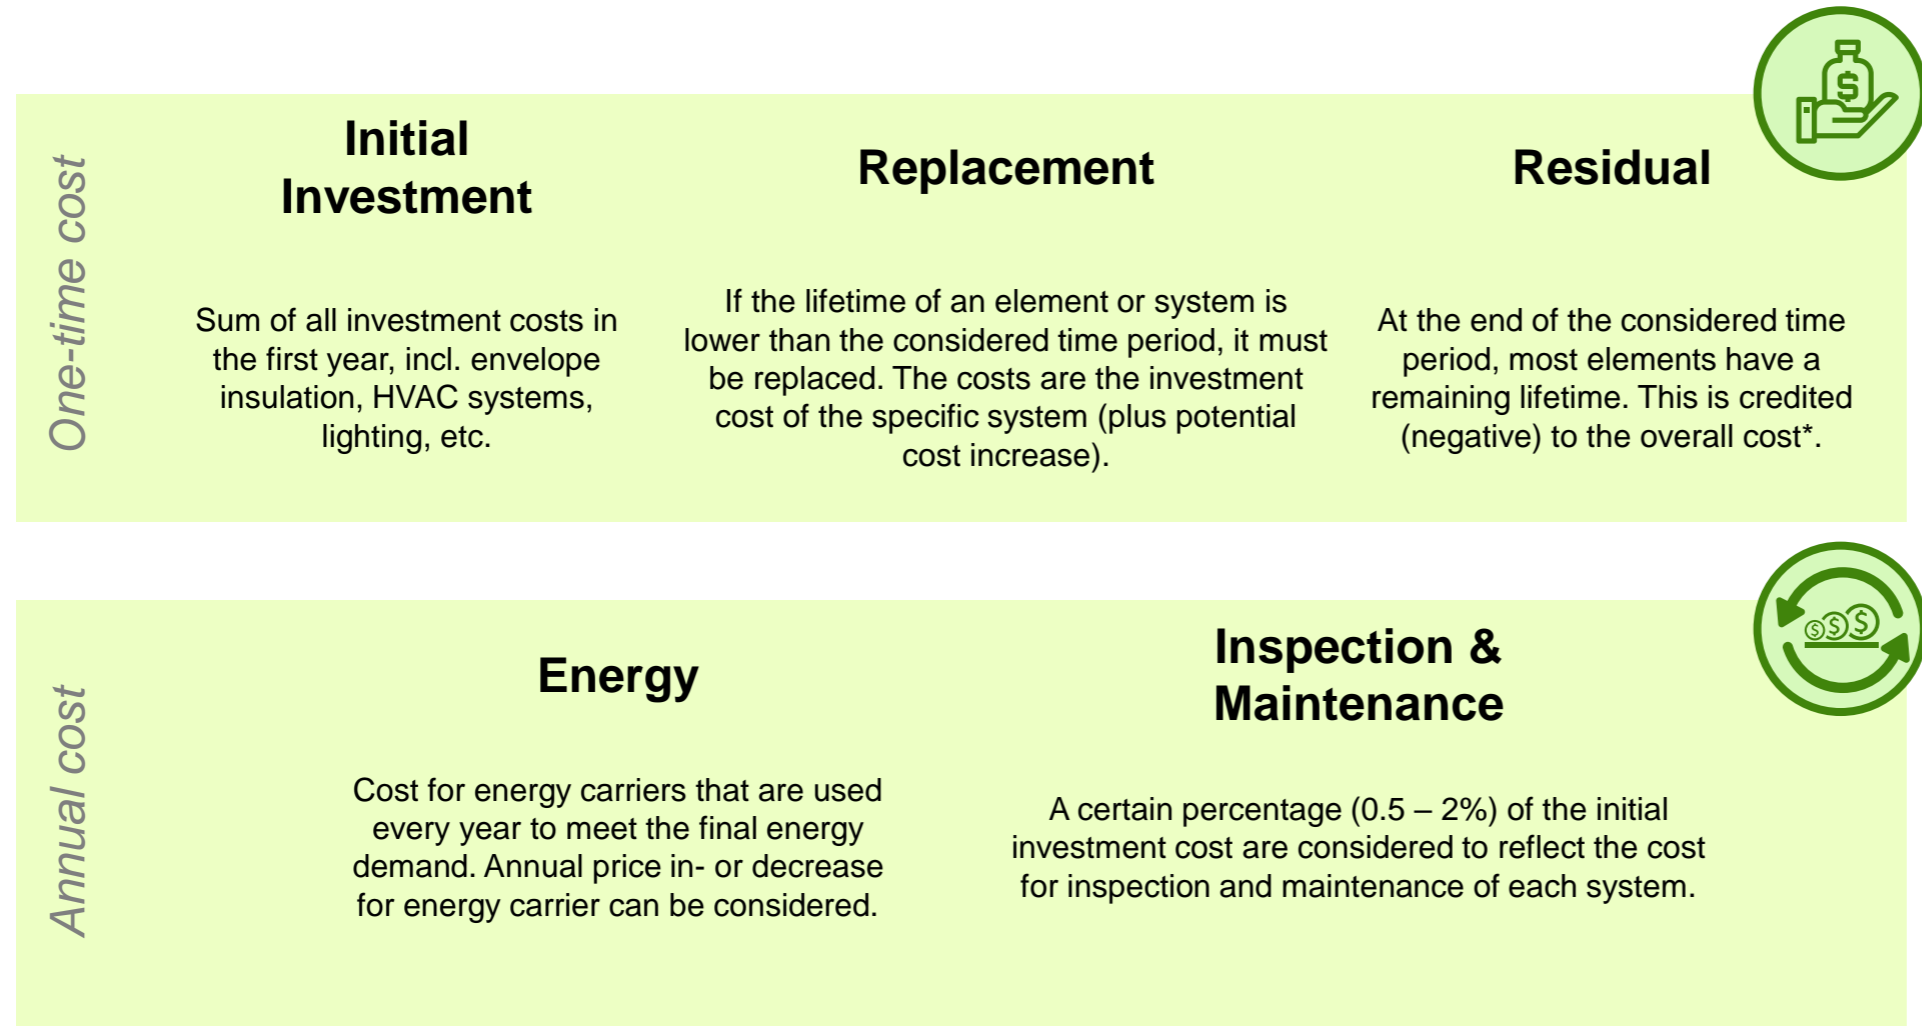 One-time cost
Initial
Investment
Sum of all investment costs in
the first year, incl. envelope
insulation, HVAC systems,
lighting, etc.
Replacement
If the lifetime of an element or system is
lower than the considered time period, it must
be replaced. The costs are the investment
cost of the specific system (plus potential
cost increase).
Residual
At the end of the considered time
period, most elements have a
remaining lifetime. This is credited
(negative) to the overall cost*.
$
Annual cost
Energy
Cost for energy carriers that are used
every year to meet the final energy
demand. Annual price in- or decrease
for energy carrier can be considered.
Inspection &
Maintenance
A certain percentage (0.5 – 2%) of the initial
investment cost are considered to reflect the cost
for inspection and maintenance of each system.
$ $ $